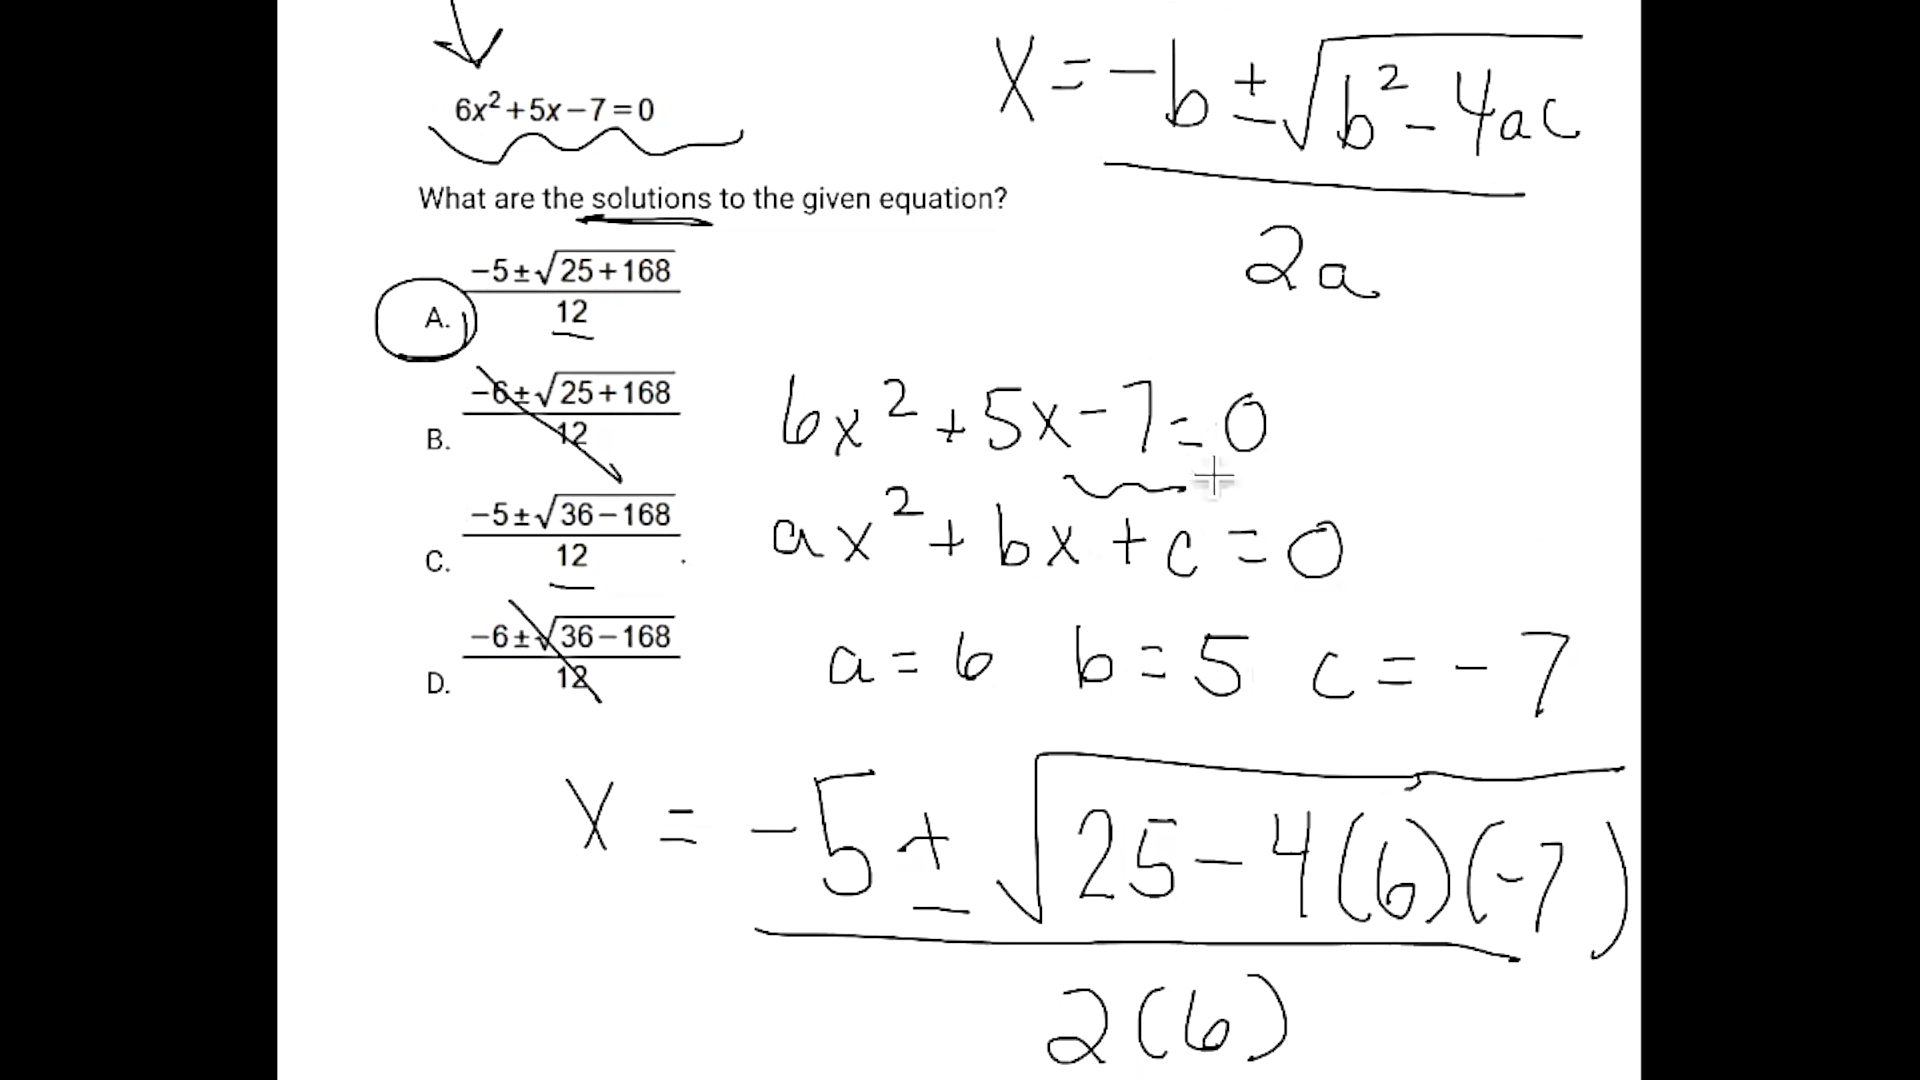 6x²+5x−7=0
What are the solutions to the given equation?
A. (−5±√(25+168))/12
B. (−6±√(25+168))/12
C. (−5±√(36−168))/12
D. (−6±√(36−168))/12
X = (−b ± √(b²−4ac))/(2a)
6x²+5x−7=0
ax²+bx+c=0
a=6 b=5 c=−7
X = (−5 ± √(25−4(6)(−7)))/(2(6))